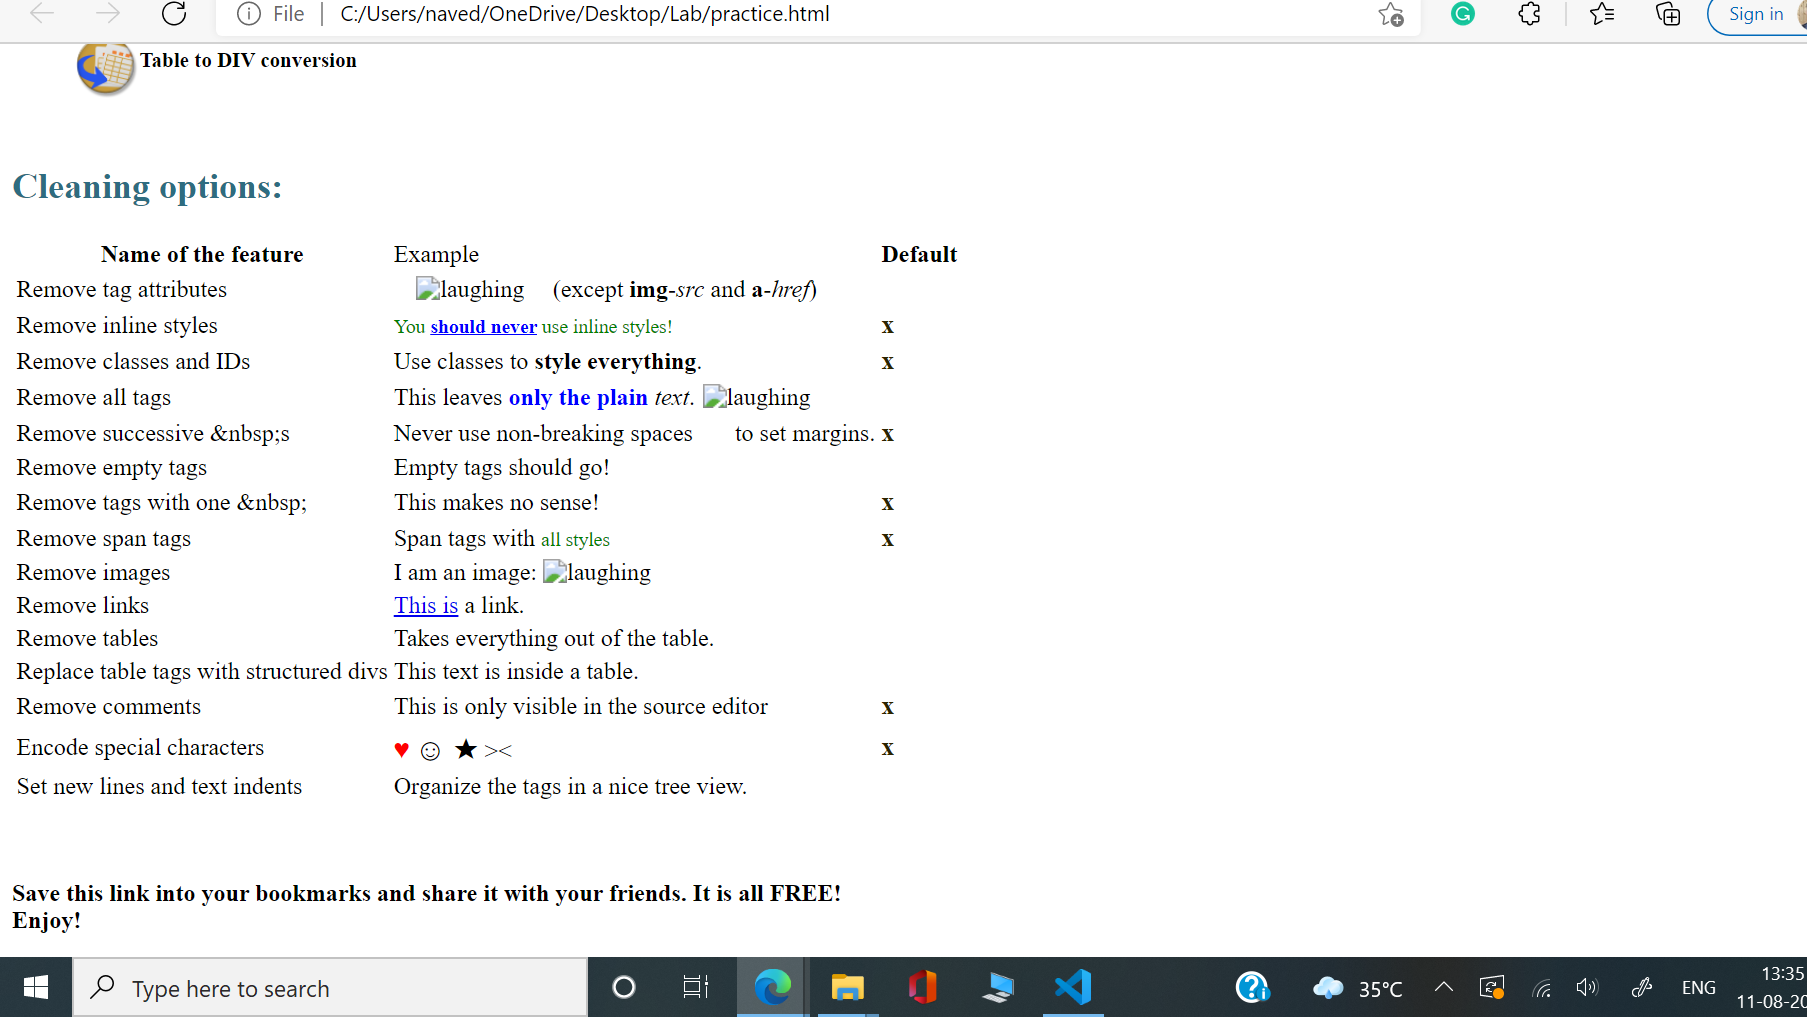 File | C:/Users/naved/OneDrive/Desktop/Lab/practice.html
Sign in
Table to DIV conversion
Cleaning options:
Name of the feature Example Default
Remove tag attributes laughing (except img-src and a-href)
Remove inline styles You should never use inline styles! x
Remove classes and IDs Use classes to style everything. x
Remove all tags This leaves only the plain text. laughing
Remove successive &nbsp;s Never use non-breaking spaces to set margins. x
Remove empty tags Empty tags should go!
Remove tags with one &nbsp; This makes no sense! x
Remove span tags Span tags with all styles x
Remove images I am an image: laughing
Remove links This is a link.
Remove tables Takes everything out of the table.
Replace table tags with structured divs This text is inside a table.
Remove comments This is only visible in the source editor x
Encode special characters ♥ ☺ ★ >< x
Set new lines and text indents Organize the tags in a nice tree view.
Save this link into your bookmarks and share it with your friends. It is all FREE!
Enjoy!
Type here to search
35°C
ENG
13:35
11-08-20